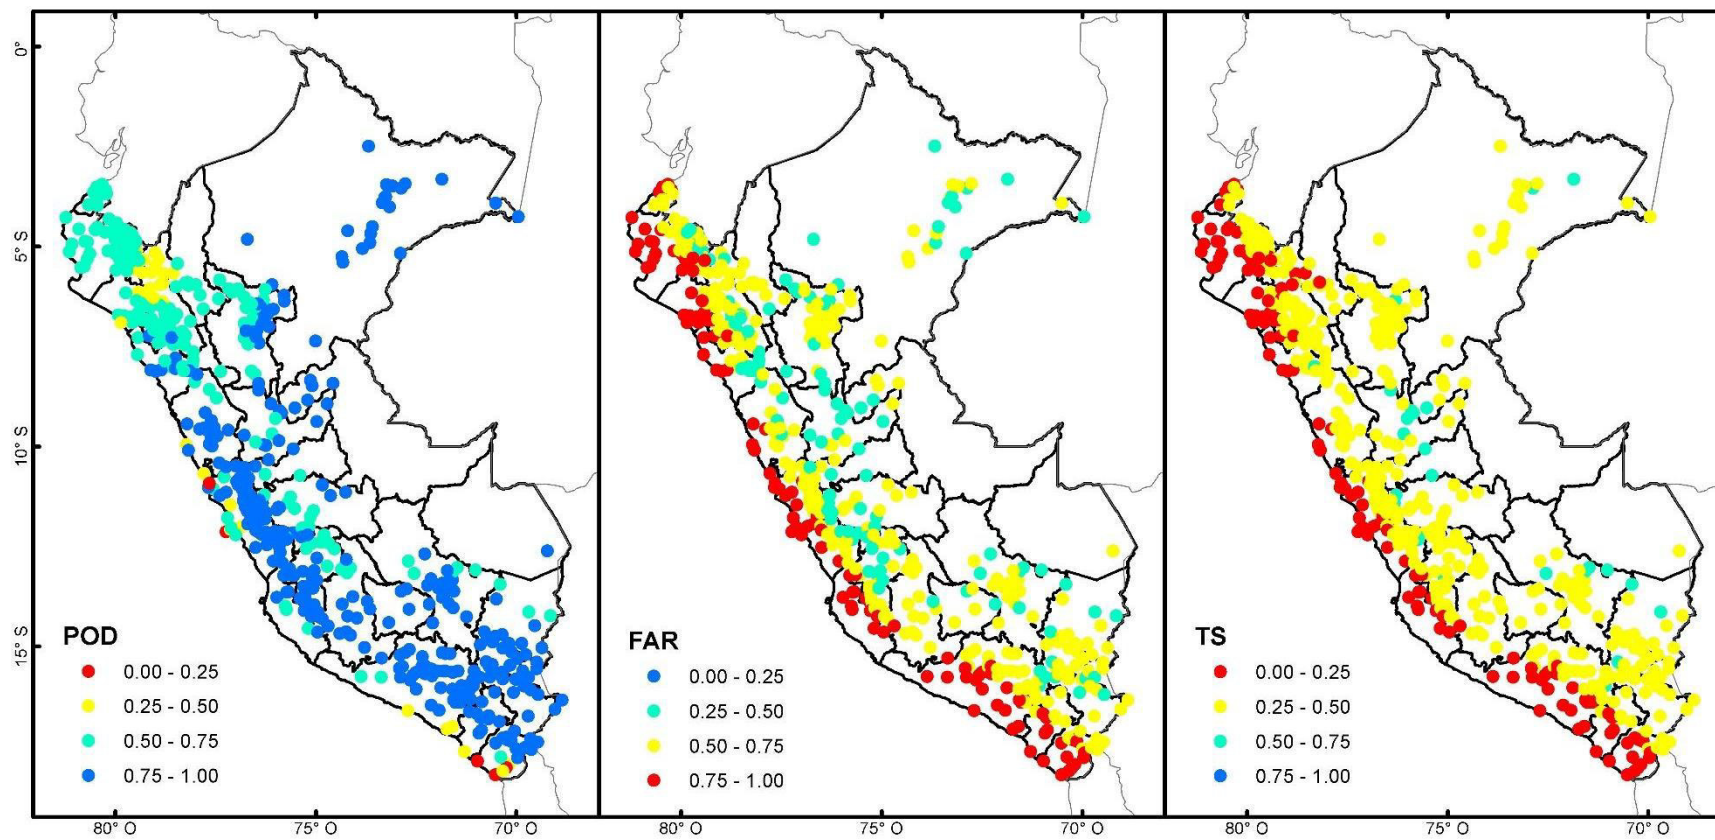 0°
5° S
10° S
15° S
POD
0.00 - 0.25
0.25 - 0.50
0.50 - 0.75
0.75 - 1.00
80° O
75° O
70° O
FAR
0.00 - 0.25
0.25 - 0.50
0.50 - 0.75
0.75 - 1.00
80° O
75° O
70° O
TS
0.00 - 0.25
0.25 - 0.50
0.50 - 0.75
0.75 - 1.00
80° O
75° O
70° O